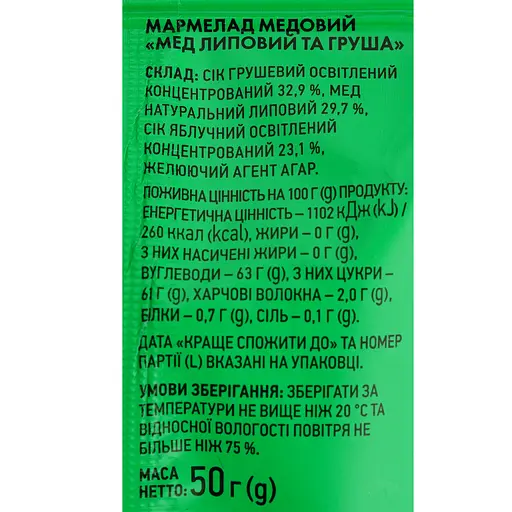 МАРМЕЛАД МЕДОВИЙ
«МЕД ЛИПОВИЙ ТА ГРУША»
СКЛАД: СІК ГРУШЕВИЙ ОСВІТЛЕНИЙ
КОНЦЕНТРОВАНИЙ 32,9 %, МЕД
НАТУРАЛЬНИЙ ЛИПОВИЙ 29,7 %,
СІК ЯБЛУЧНИЙ ОСВІТЛЕНИЙ
КОНЦЕНТРОВАНИЙ 23,1 %,
ЖЕЛЮЮЧИЙ АГЕНТ АГАР.
ПОЖИВНА ЦІННІСТЬ НА 100 Г (g) ПРОДУКТУ:
ЕНЕРГЕТИЧНА ЦІННІСТЬ – 1102 кДж (kJ) /
260 ккал (kcal), ЖИРИ – 0 Г (g),
З НИХ НАСИЧЕНІ ЖИРИ – 0 Г (g),
ВУГЛЕВОДИ – 63 Г (g), З НИХ ЦУКРИ –
61 Г (g), ХАРЧОВІ ВОЛОКНА – 2,0 Г (g),
БІЛКИ – 0,7 Г (g), СІЛЬ – 0,1 Г (g).
ДАТА «КРАЩЕ СПОЖИТИ ДО» ТА НОМЕР
ПАРТІЇ (L) ВКАЗАНІ НА УПАКОВЦІ.
УМОВИ ЗБЕРІГАННЯ: ЗБЕРІГАТИ ЗА
ТЕМПЕРАТУРИ НЕ ВИЩЕ НІЖ 20 °С ТА
ВІДНОСНОЇ ВОЛОГОСТІ ПОВІТРЯ НЕ
БІЛЬШЕ НІЖ 75 %.
МАСА
НЕТТО: 50 г (g)